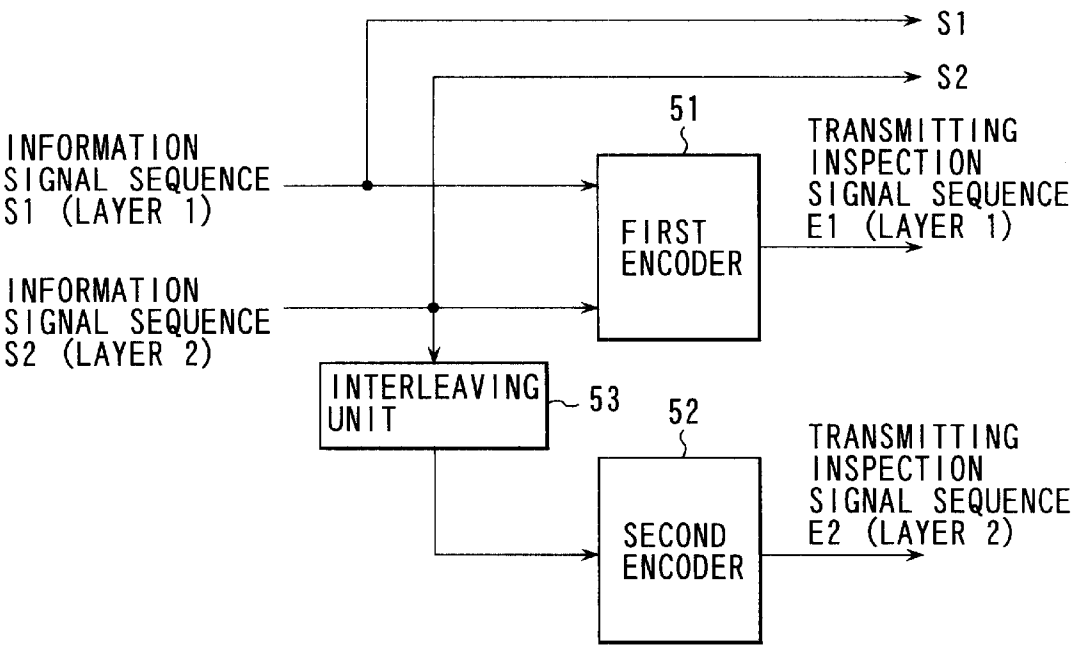 S1
S2
51
INFORMATION
SIGNAL SEQUENCE
S1 (LAYER 1)
TRANSMITTING
INSPECTION
SIGNAL SEQUENCE
E1 (LAYER 1)
FIRST
ENCODER
INFORMATION
SIGNAL SEQUENCE
S2 (LAYER 2)
INTERLEAVING
UNIT
53
52
TRANSMITTING
INSPECTION
SIGNAL SEQUENCE
E2 (LAYER 2)
SECOND
ENCODER